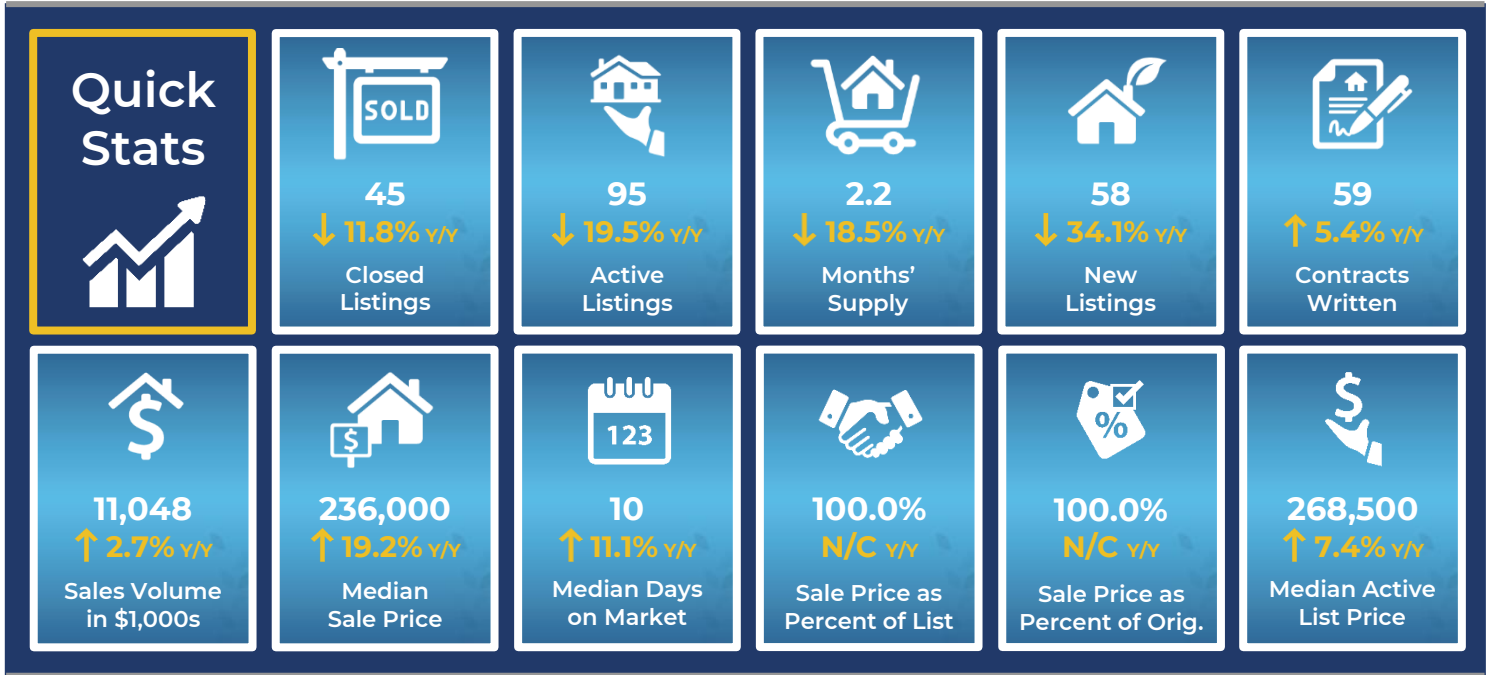 Quick
Stats
SOLD
45
↓ 11.8% Y/Y
Closed
Listings
95
↓ 19.5% Y/Y
Active
Listings
2.2
↓ 18.5% Y/Y
Months’
Supply
58
↓ 34.1% Y/Y
New
Listings
59
↑ 5.4% Y/Y
Contracts
Written
$
11,048
↑ 2.7% Y/Y
Sales Volume
in $1,000s
$
236,000
↑ 19.2% Y/Y
Median
Sale Price
123
10
↑ 11.1% Y/Y
Median Days
on Market
100.0%
N/C Y/Y
Sale Price as
Percent of List
%
100.0%
N/C Y/Y
Sale Price as
Percent of Orig.
$
268,500
↑ 7.4% Y/Y
Median Active
List Price